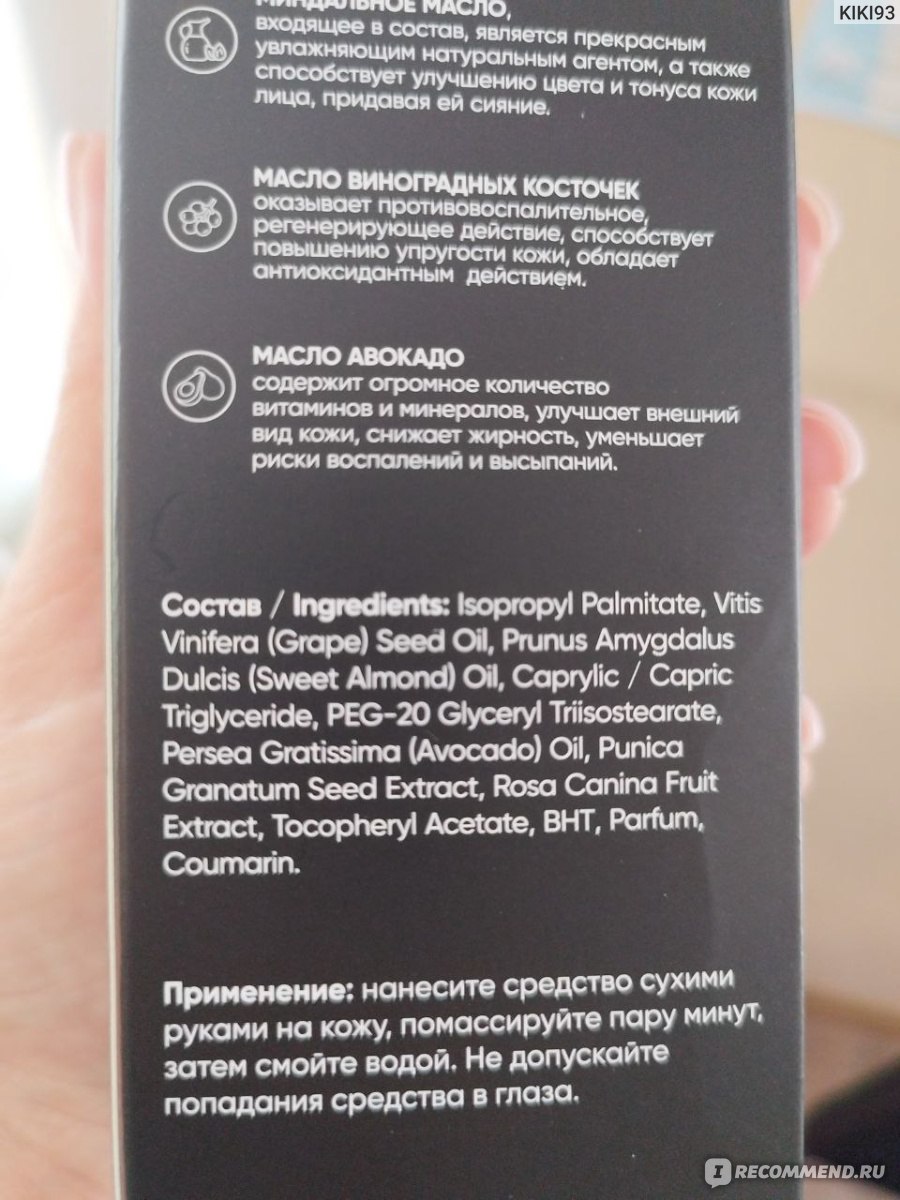 KIKI93
МИНДАЛЬНОЕ МАСЛО,
входящее в состав, является прекрасным
увлажняющим натуральным агентом, а также
способствует улучшению цвета и тонуса кожи
лица, придавая ей сияние.
МАСЛО ВИНОГРАДНЫХ КОСТОЧЕК
оказывает противовоспалительное,
регенерирующее действие, способствует
повышению упругости кожи, обладает
антиоксидантным действием.
МАСЛО АВОКАДО
содержит огромное количество
витаминов и минералов, улучшает внешний
вид кожи, снижает жирность, уменьшает
риски воспалений и высыпаний.
Состав / Ingredients: Isopropyl Palmitate, Vitis
Vinifera (Grape) Seed Oil, Prunus Amygdalus
Dulcis (Sweet Almond) Oil, Caprylic / Capric
Triglyceride, PEG-20 Glyceryl Triisostearate,
Persea Gratissima (Avocado) Oil, Punica
Granatum Seed Extract, Rosa Canina Fruit
Extract, Tocopheryl Acetate, BHT, Parfum,
Coumarin.
Применение: нанесите средство сухими
руками на кожу, помассируйте пару минут,
затем смойте водой. Не допускайте
попадания средства в глаза.
IRECOMMEND.RU